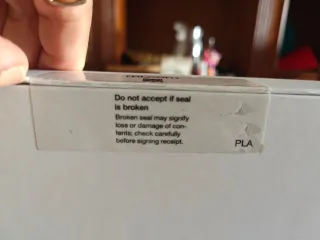 Do not accept if seal
is broken
Broken seal may signify
loss or damage of con-
tents; check carefully
before signing receipt.
PLA